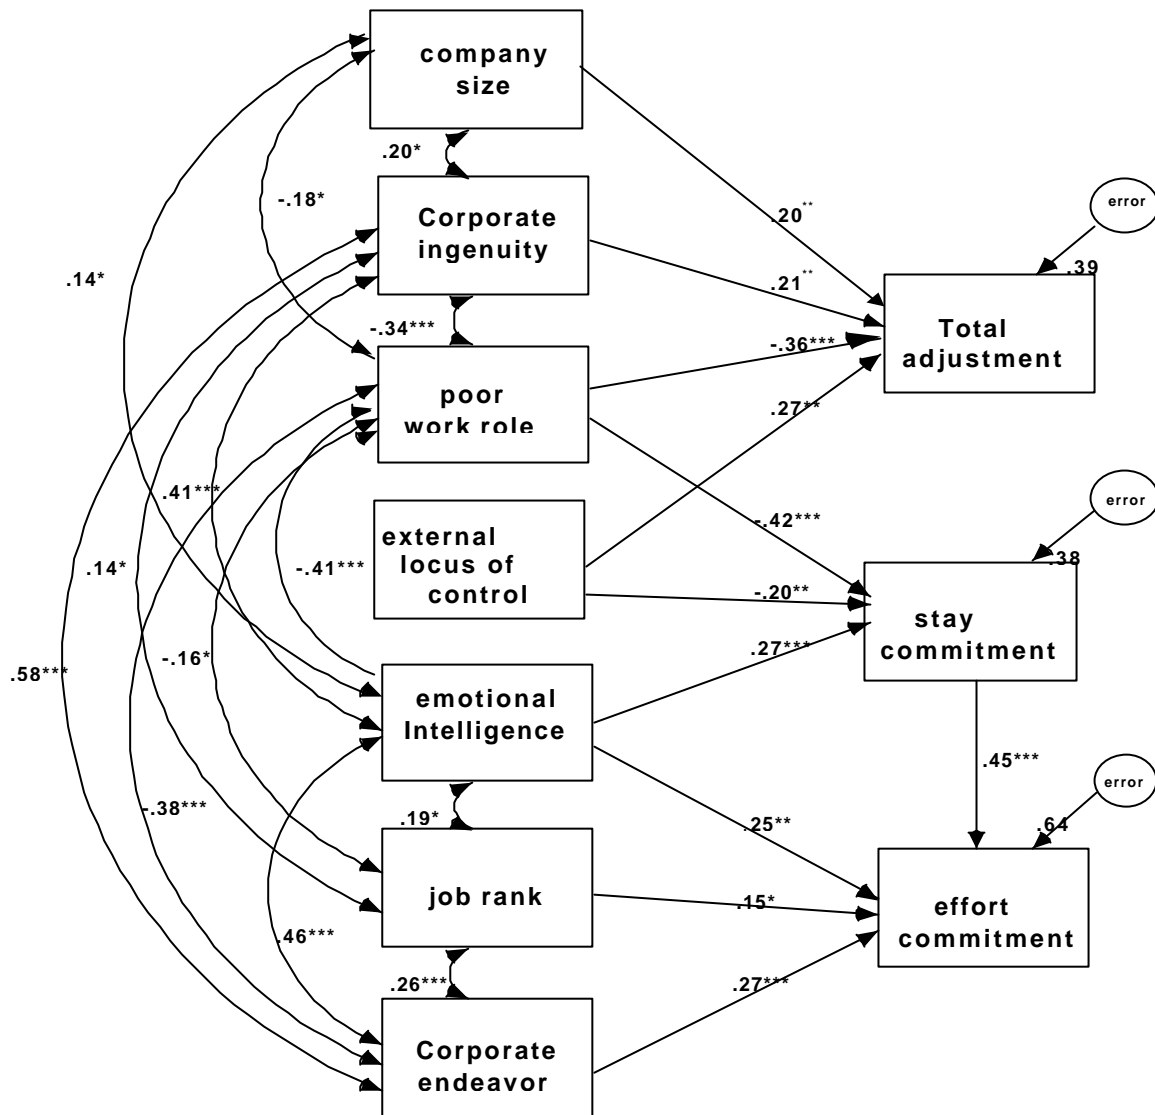 company
size
.20*
-.18*
Corporate
ingenuity
.20**
error
.14*
.21**
.39
-.34***
-.36***
Total
adjustment
poor
work role
.27**
.41***
-.42***
error
external
locus of
control
.14*
-.41***
-.20**
.38
stay
commitment
-.16*
.27***
.58***
emotional
Intelligence
.45***
error
-.38***
.19*
.25**
.64
job rank
.15*
effort
commitment
.46***
.26***
.27***
Corporate
endeavor